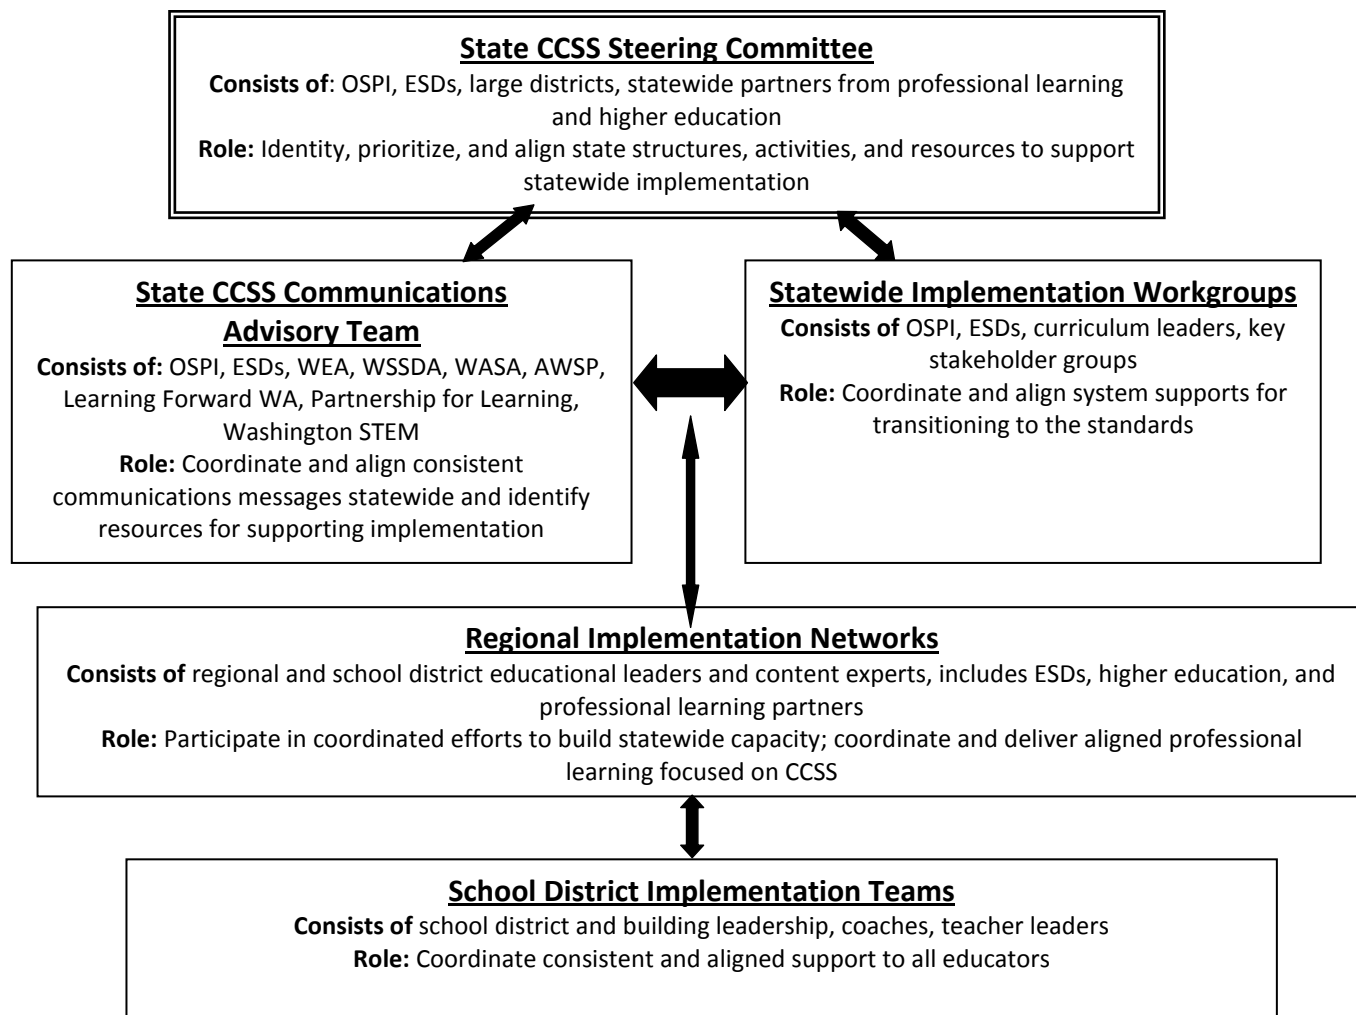 State CCSS Steering Committee
Consists of: OSPI, ESDs, large districts, statewide partners from professional learning
and higher education
Role: Identity, prioritize, and align state structures, activities, and resources to support
statewide implementation
State CCSS Communications
Advisory Team
Consists of: OSPI, ESDs, WEA, WSSDA, WASA, AWSP,
Learning Forward WA, Partnership for Learning,
Washington STEM
Role: Coordinate and align consistent
communications messages statewide and identify
resources for supporting implementation
Statewide Implementation Workgroups
Consists of OSPI, ESDs, curriculum leaders, key
stakeholder groups
Role: Coordinate and align system supports for
transitioning to the standards
Regional Implementation Networks
Consists of regional and school district educational leaders and content experts, includes ESDs, higher education, and
professional learning partners
Role: Participate in coordinated efforts to build statewide capacity; coordinate and deliver aligned professional
learning focused on CCSS
School District Implementation Teams
Consists of school district and building leadership, coaches, teacher leaders
Role: Coordinate consistent and aligned support to all educators